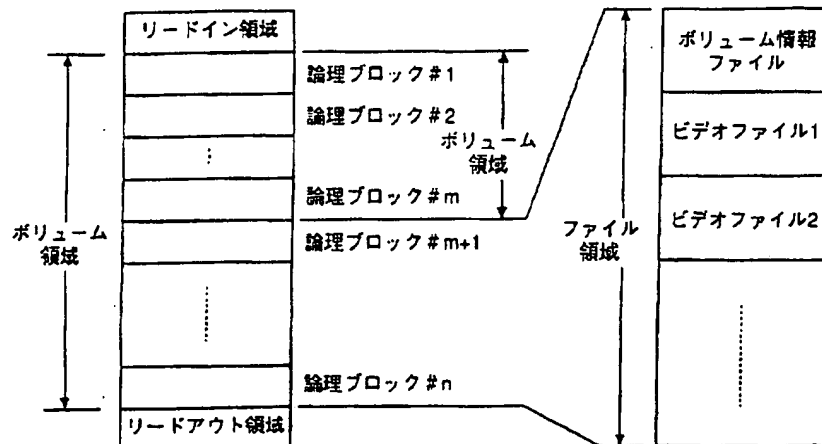 リードイン領域
論理ブロック#1
論理ブロック#2
論理ブロック#m
論理ブロック#m+1
論理ブロック#n
リードアウト領域
ボリューム
領域
ボリューム
領域
ファイル
領域
ボリューム情報
ファイル
ビデオファイル1
ビデオファイル2